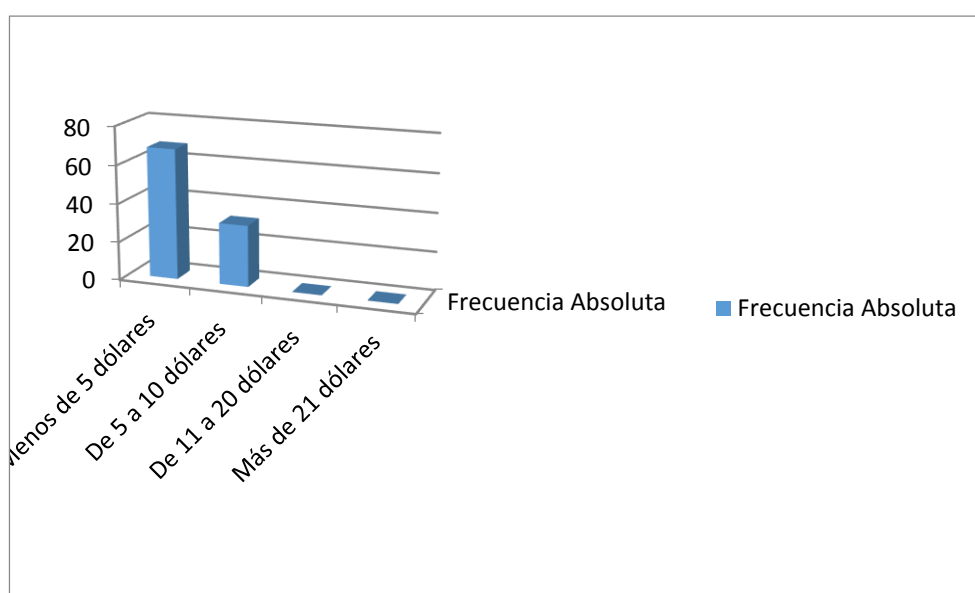 80
60
40
20
0
Frecuencia Absoluta
Frecuencia Absoluta
Menos de 5 dólares
De 5 a 10 dólares
De 11 a 20 dólares
Más de 21 dólares